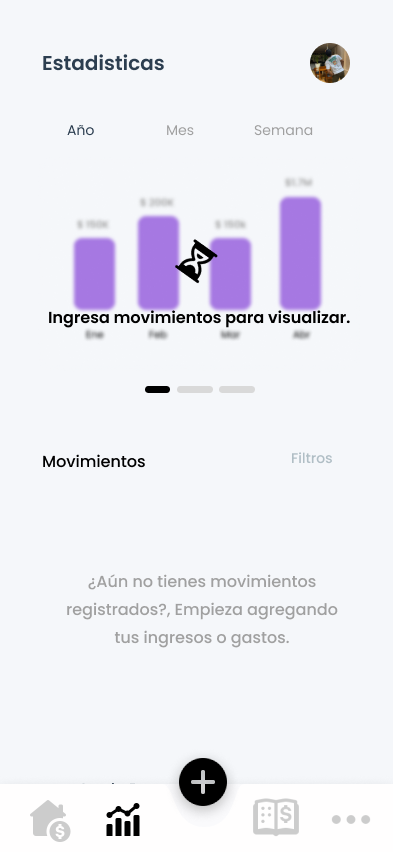 Estadisticas
Año Mes Semana
$1.7M
$ 200K
$ 150K $ 150K
Ingresa movimientos para visualizar.
Ene Feb Mar Abr
Movimientos Filtros
¿Aún no tienes movimientos
registrados?, Empieza agregando
tus ingresos o gastos.